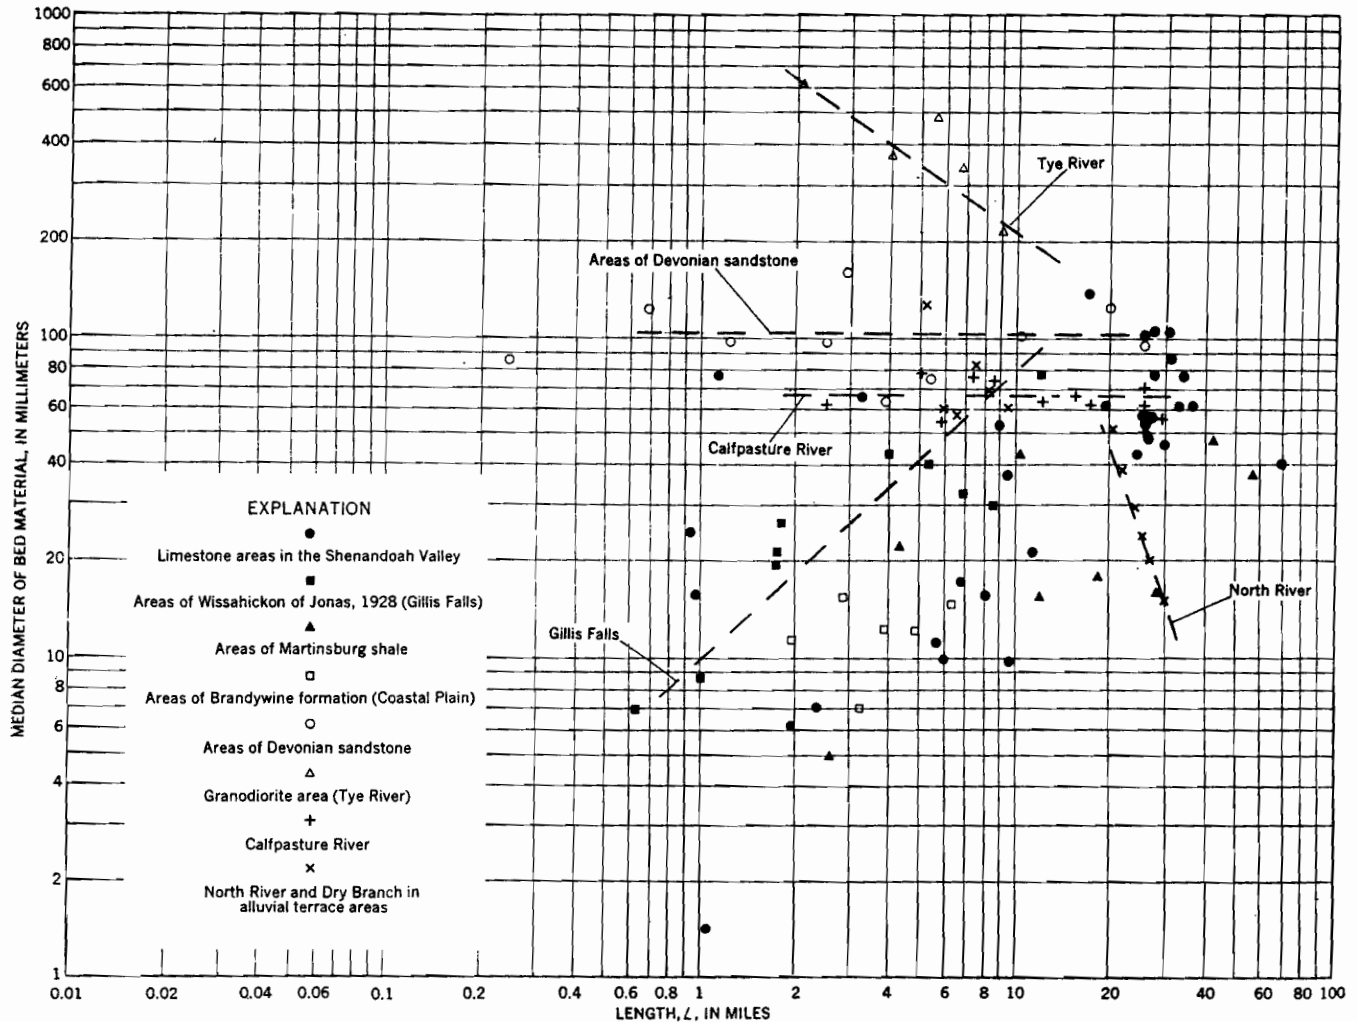 1000
800
600
400
200
100
80
60
40
20
10
8
6
4
2
1
MEDIAN DIAMETER OF BED MATERIAL, IN MILLIMETERS
Tye River
Areas of Devonian sandstone
Calfpasture River
Gillis Falls
North River
EXPLANATION
Limestone areas in the Shenandoah Valley
Areas of Wissahickon of Jonas, 1928 (Gillis Falls)
Areas of Martinsburg shale
Areas of Brandywine formation (Coastal Plain)
Areas of Devonian sandstone
Granodiorite area (Tye River)
Calfpasture River
North River and Dry Branch in
alluvial terrace areas
0.01 0.02 0.04 0.06 0.1 0.2 0.4 0.6 0.8 1 2 4 6 8 10 20 40 60 80 100
LENGTH, L, IN MILES